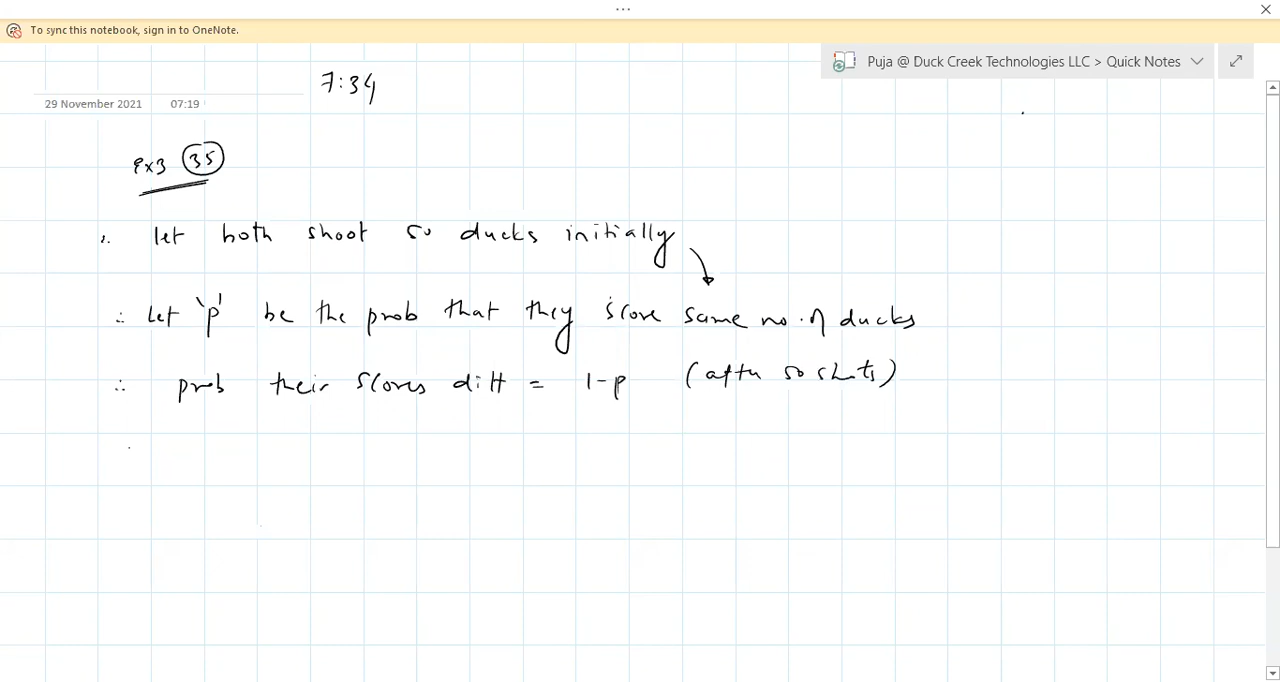 ...
To sync this notebook, sign in to OneNote.
Puja @ Duck Creek Technologies LLC > Quick Notes
7:34
29 November 2021 07:19
Ex3 35
∴ let both shoot 50 ducks initially
∴ let 'p' be the prob that they score same no. of ducks
∴ prob their scores diff = 1-p (after 50 shots)